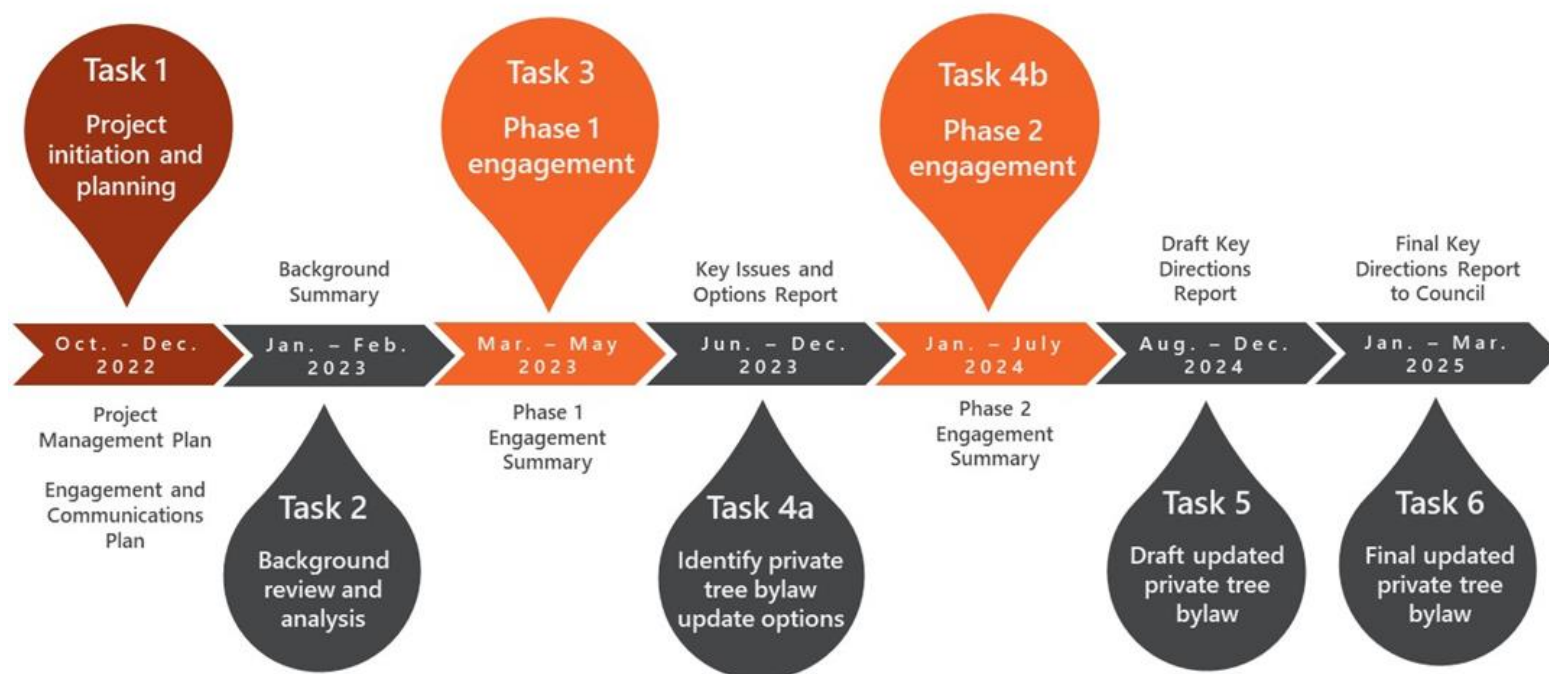 Task 1
Project
initiation and
planning
Task 3
Phase 1
engagement
Task 4b
Phase 2
engagement
Background
Summary
Key Issues and
Options Report
Draft Key
Directions
Report
Final Key
Directions Report
to Council
Oct. - Dec.
2022
Jan. – Feb.
2023
Mar. – May
2023
Jun. – Dec.
2023
Jan. – July
2024
Aug. – Dec.
2024
Jan. – Mar.
2025
Project
Management Plan
Engagement and
Communications
Plan
Phase 1
Engagement
Summary
Phase 2
Engagement
Summary
Task 2
Background
review and
analysis
Task 4a
Identify private
tree bylaw
update options
Task 5
Draft updated
private tree
bylaw
Task 6
Final updated
private tree
bylaw